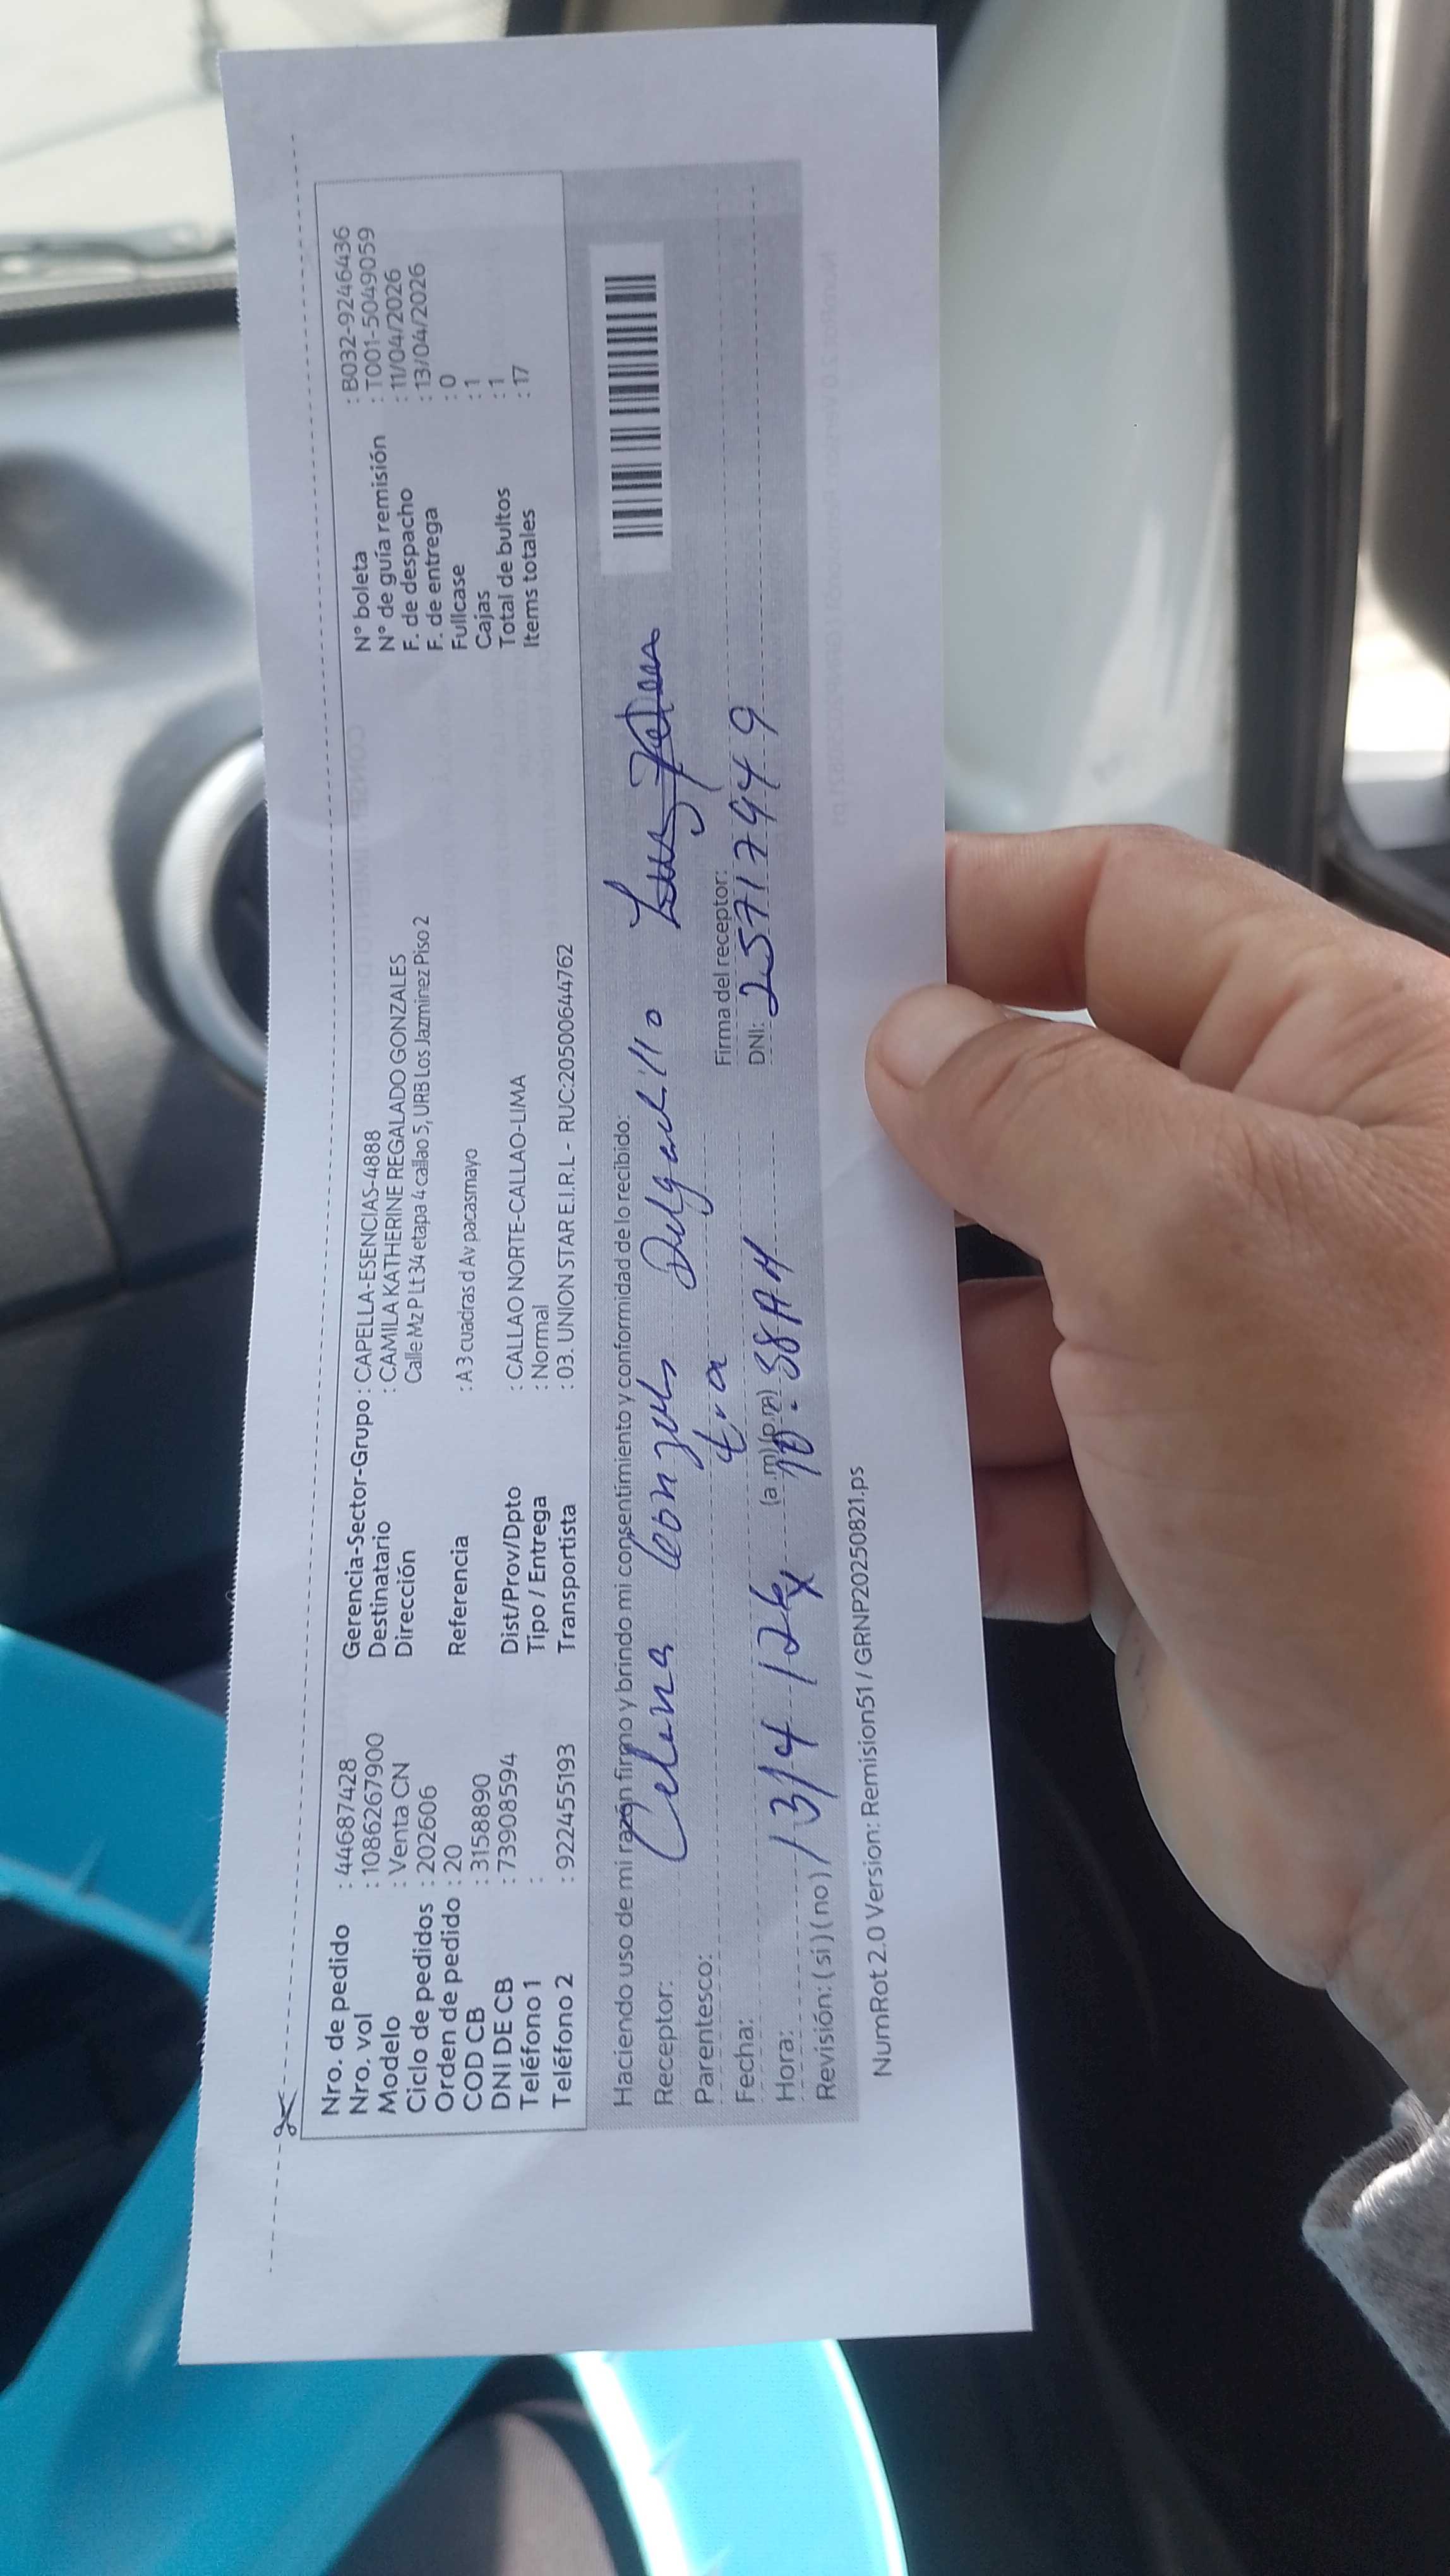 Nro. de pedido : 44687428
Nro. vol : 1086267900
Modelo : Venta CN
Ciclo de pedidos : 202606
Orden de pedido : 20
COD CB : 3158890
DNI DE CB : 73908594
Teléfono 1 :
Teléfono 2 : 922455193
Gerencia-Sector-Grupo : CAPELLA-ESENCIAS-4888
Destinatario : CAMILA KATHERINE REGALADO GONZALES
Dirección Calle Mz P Lt 34 etapa 4 callao 5, URB Los Jazminez Piso 2
Referencia : A 3 cuadras d Av pacasmayo
Dist/Prov/Dpto : CALLAO NORTE-CALLAO-LIMA
Tipo / Entrega : Normal
Transportista : 03. UNION STAR E.I.R.L - RUC:20500644762
N° boleta : B032-9246436
N° de guía remisión : T001-5049059
F. de despacho : 11/04/2026
F. de entrega : 13/04/2026
Fullcase : 0
Cajas : 1
Total de bultos : 1
Items totales : 17
Haciendo uso de mi razón firmo y brindo mi consentimiento y conformidad de lo recibido:
Receptor: Celena Gonzales Delgadillo
Parentesco: tra
Firma del receptor:
Fecha: 13/4/26
DNI: 25717949
Hora: (a.m) (p.m) 10:38 AM
Revisión: ( si ) ( no )
NumRot 2.0 Version: Remision51 / GRNP20250821.ps